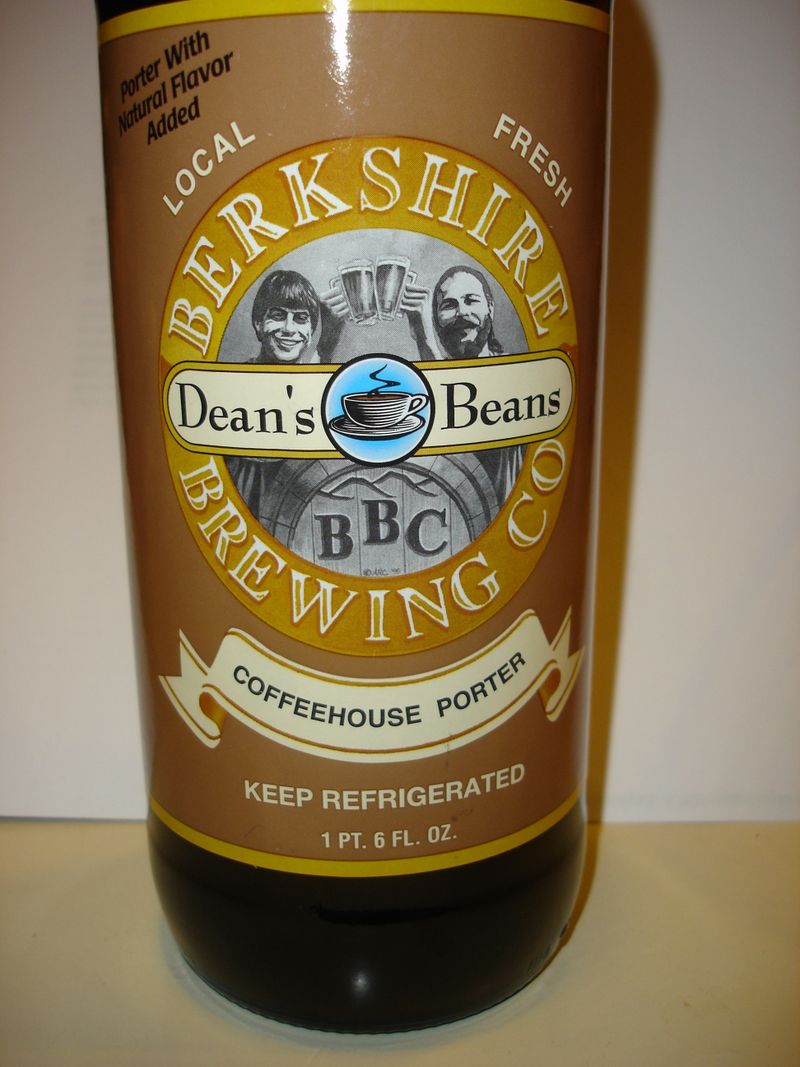 Porter With
Natural Flavor
Added
LOCAL
FRESH
BERKSHIRE
Dean's Beans
BBC
BREWING CO
COFFEEHOUSE PORTER
KEEP REFRIGERATED
1 PT. 6 FL. OZ.